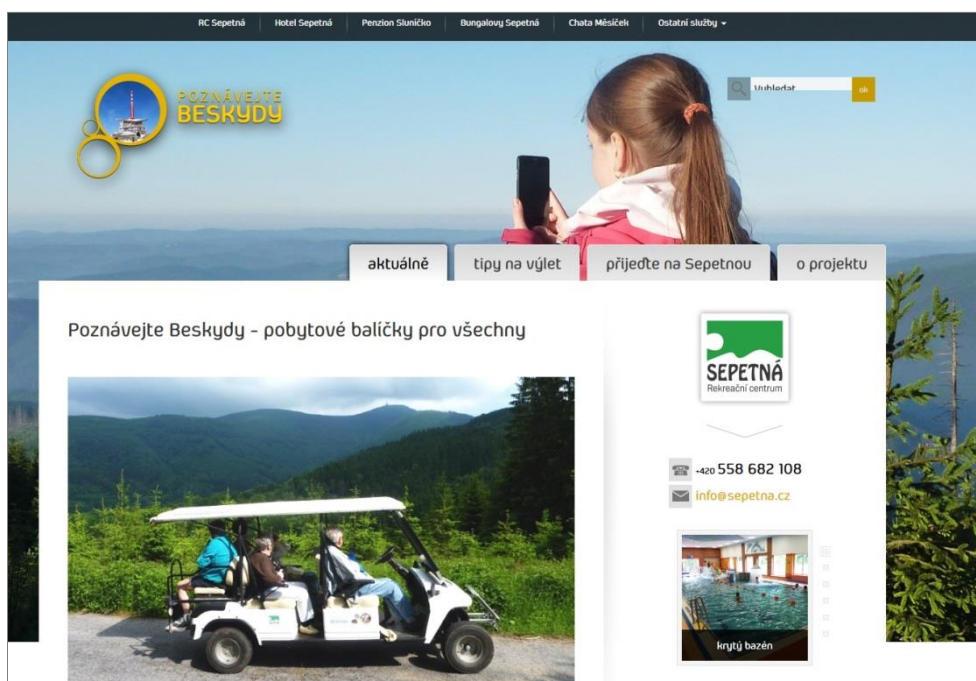 RC Sepetná
Hotel Sepetná
Penzion Sluníčko
Bungalovy Sepetná
Chata Měsíček
Ostatní služby
POZNÁVEJTE
BESKYDY
Vyhledat
ok
aktuálně
tipy na výlet
přijeďte na Sepetnou
o projektu
Poznávejte Beskydy - pobytové balíčky pro všechny
SEPETNÁ
Rekreační centrum
+420 558 682 108
info@sepetna.cz
krytý bazén